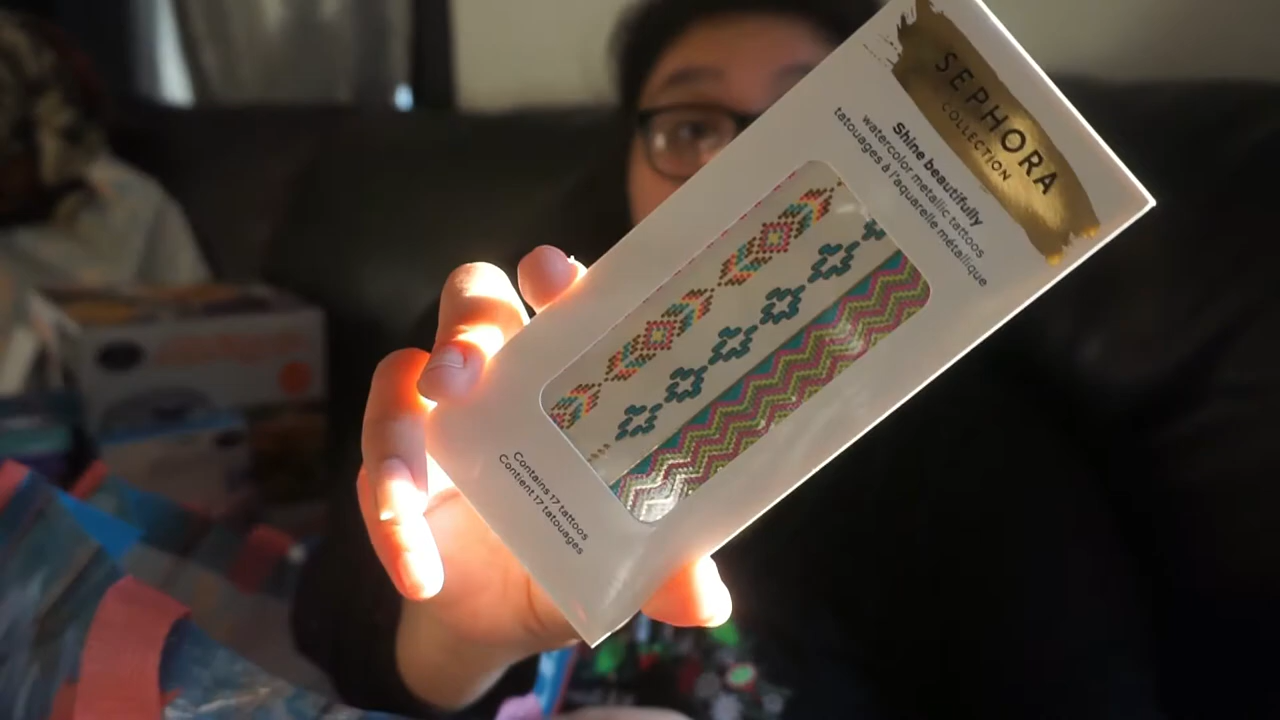 SEPHORA
COLLECTION
Shine beautifully
watercolor metallic tattoos
tatouages à l'aquarelle métallique
Contains 17 tattoos
Contient 17 tatouages